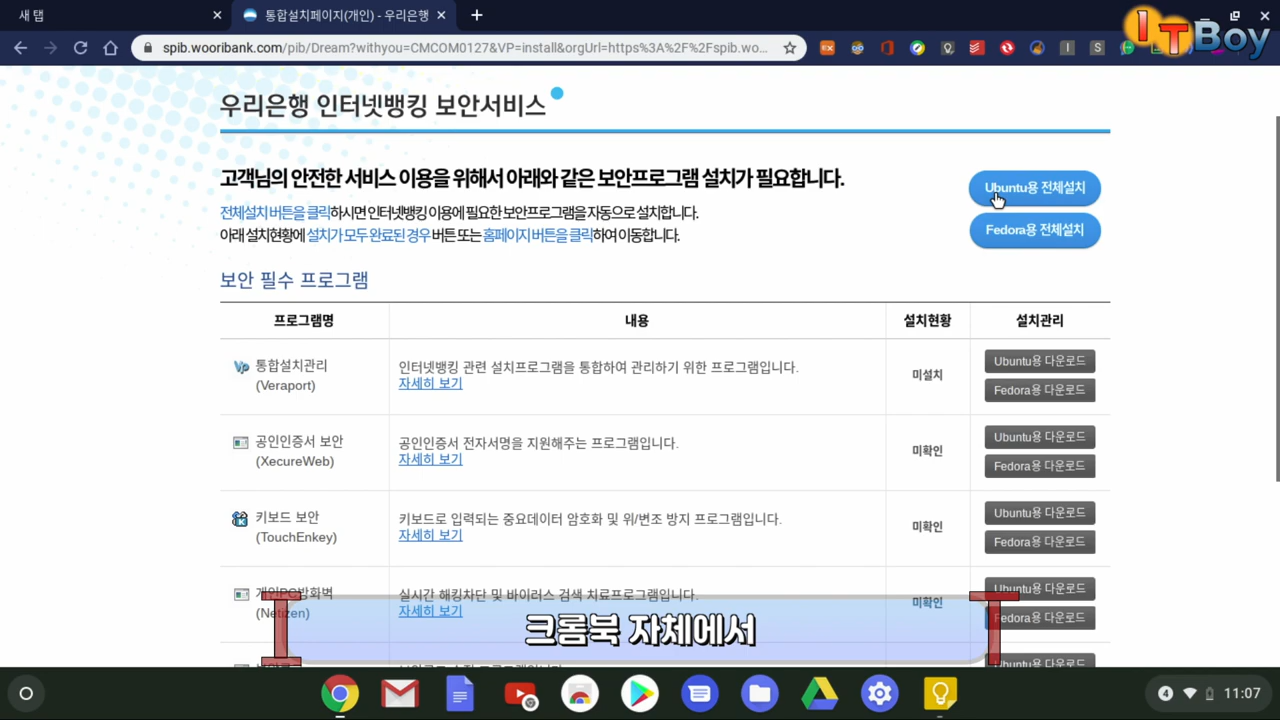 새 탭
통합설치페이지(개인) - 우리은행
ITBoy
spib.wooribank.com/pib/Dream?withyou=CMCOM0127&VP=install&orgUrl=https%3A%2F%2Fspib.wo...
우리은행 인터넷뱅킹 보안서비스
고객님의 안전한 서비스 이용을 위해서 아래와 같은 보안프로그램 설치가 필요합니다.
Ubuntu용 전체설치
전체설치 버튼을 클릭하시면 인터넷뱅킹 이용에 필요한 보안프로그램을 자동으로 설치합니다.
Fedora용 전체설치
아래 설치현황에 설치가 모두 완료된 경우 버튼 또는 홈페이지 버튼을 클릭하여 이동합니다.
보안 필수 프로그램
프로그램명 내용 설치현황 설치관리
통합설치관리
(Veraport)
인터넷뱅킹 관련 설치프로그램을 통합하여 관리하기 위한 프로그램입니다.
자세히 보기
미설치
Ubuntu용 다운로드
Fedora용 다운로드
공인인증서 보안
(XecureWeb)
공인인증서 전자서명을 지원해주는 프로그램입니다.
자세히 보기
미확인
Ubuntu용 다운로드
Fedora용 다운로드
키보드 보안
(TouchEnkey)
키보드로 입력되는 중요데이터 암호화 및 위/변조 방지 프로그램입니다.
자세히 보기
미확인
Ubuntu용 다운로드
Fedora용 다운로드
개인PC방화벽
(Netizen)
실시간 해킹차단 및 바이러스 검색 치료프로그램입니다.
자세히 보기
미확인
Ubuntu용 다운로드
Fedora용 다운로드
크롬북 자체에서
Ubuntu용 다운로드
4 11:07